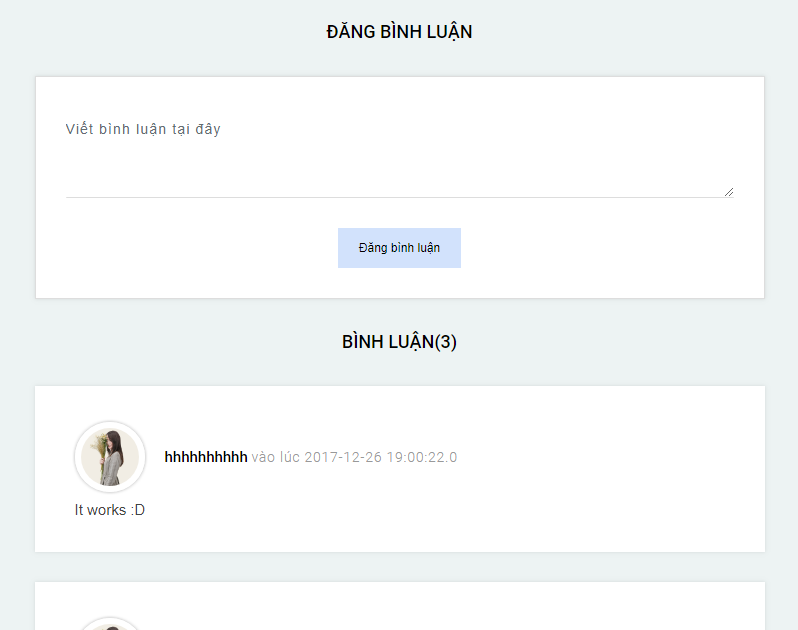 ĐĂNG BÌNH LUẬN
Viết bình luận tại đây
Đăng bình luận
BÌNH LUẬN(3)
hhhhhhhhhh vào lúc 2017-12-26 19:00:22.0
It works :D